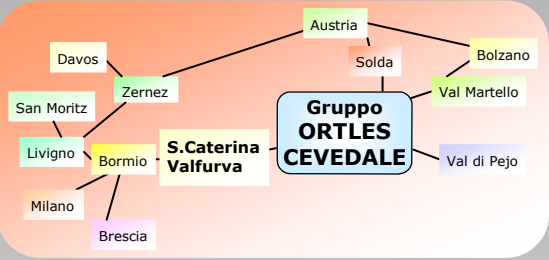 Austria
Bolzano
Davos
Solda
Zernez
Val Martello
San Moritz
Gruppo
ORTLES
CEVEDALE
S.Caterina
Valfurva
Livigno
Bormio
Val di Pejo
Milano
Brescia